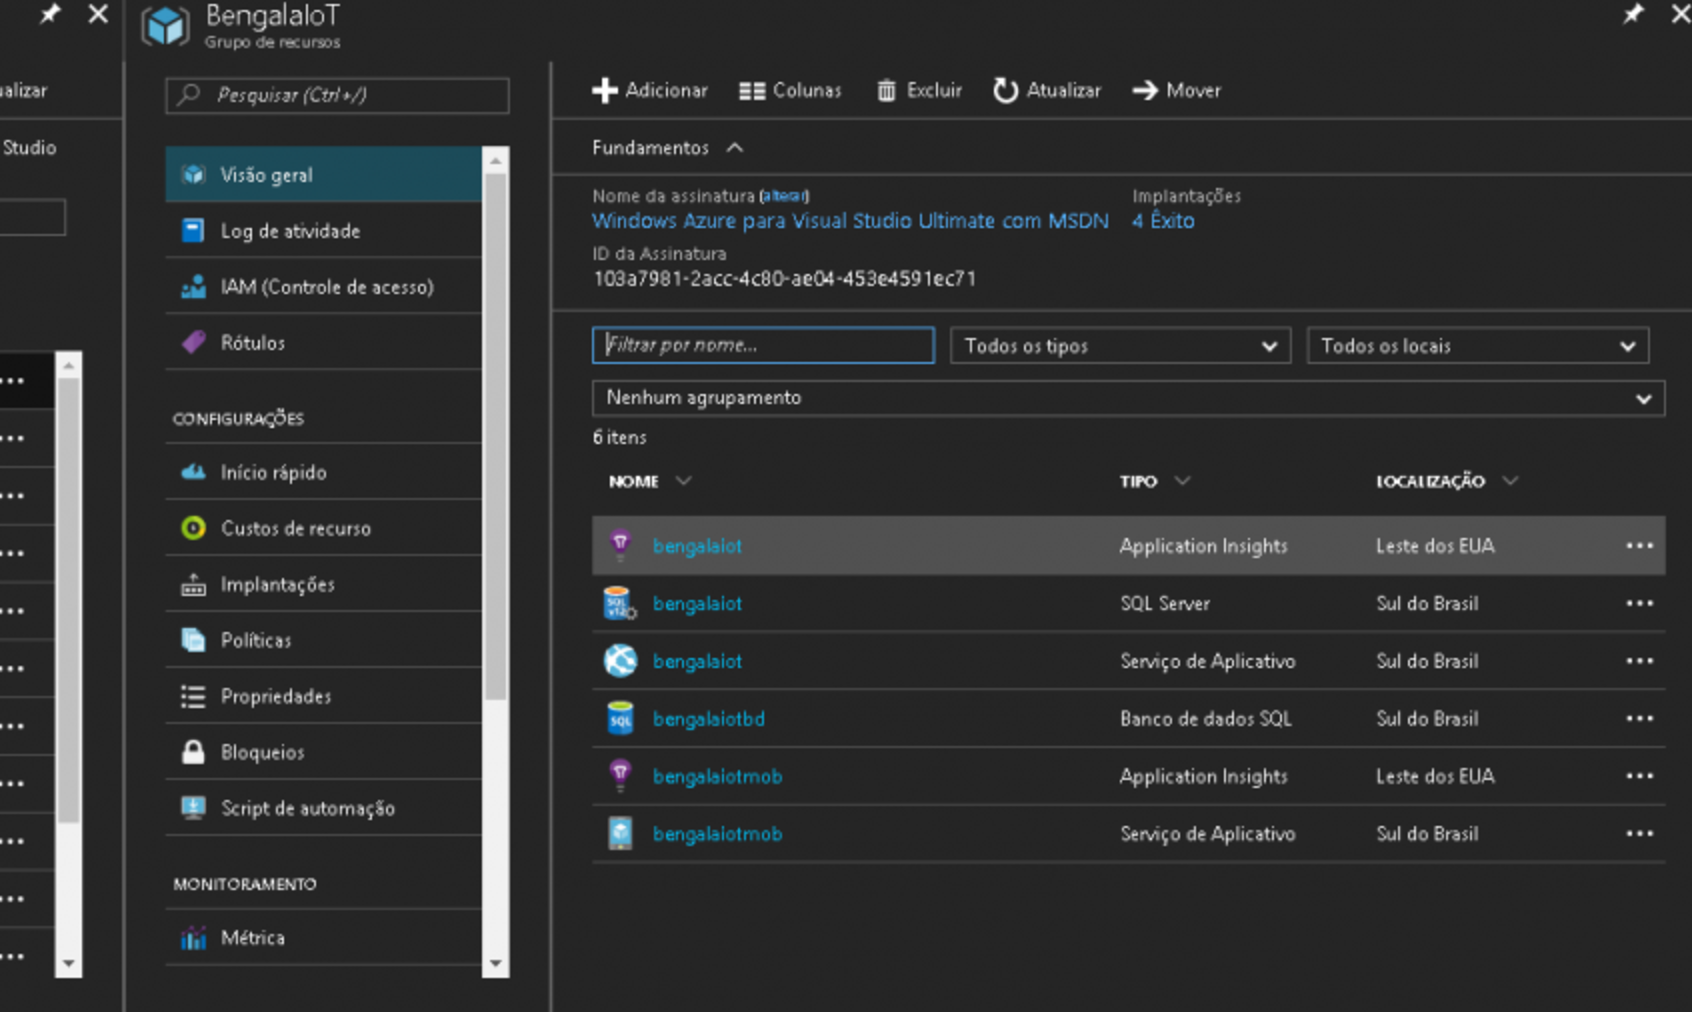 BengalaIoT
Grupo de recursos
ualizar
Studio
Pesquisar (Ctrl+/)
Visão geral
Log de atividade
IAM (Controle de acesso)
Rótulos
CONFIGURAÇÕES
Início rápido
Custos de recurso
Implantações
Políticas
Propriedades
Bloqueios
Script de automação
MONITORAMENTO
Métrica
Adicionar Colunas Excluir Atualizar Mover
Fundamentos
Nome da assinatura (alterar) Implantações
Windows Azure para Visual Studio Ultimate com MSDN 4 Êxito
ID da Assinatura
103a7981-2acc-4c80-ae04-453e4591ec71
Filtrar por nome... Todos os tipos Todos os locais
Nenhum agrupamento
6 itens
NOME TIPO LOCALIZAÇÃO
bengalaiot Application Insights Leste dos EUA
SQL v12 bengalaiot SQL Server Sul do Brasil
bengalaiot Serviço de Aplicativo Sul do Brasil
SQL bengalaiotbd Banco de dados SQL Sul do Brasil
bengalaiotmob Application Insights Leste dos EUA
bengalaiotmob Serviço de Aplicativo Sul do Brasil